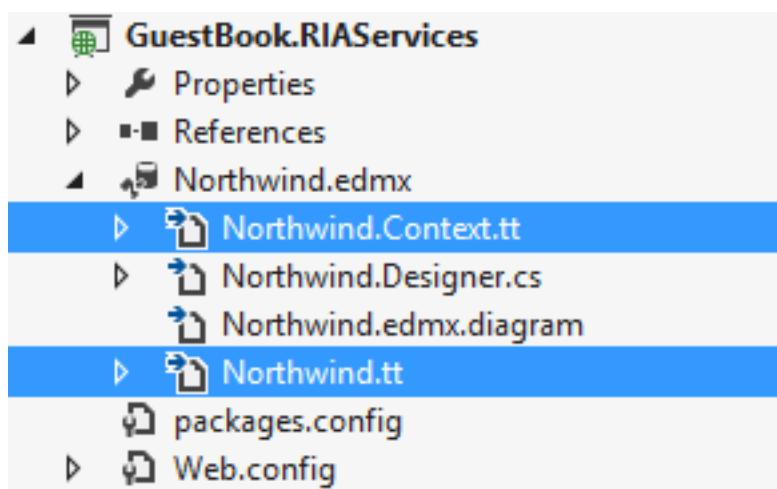 GuestBook.RIAServices
Properties
References
Northwind.edmx
Northwind.Context.tt
Northwind.Designer.cs
Northwind.edmx.diagram
Northwind.tt
packages.config
Web.config